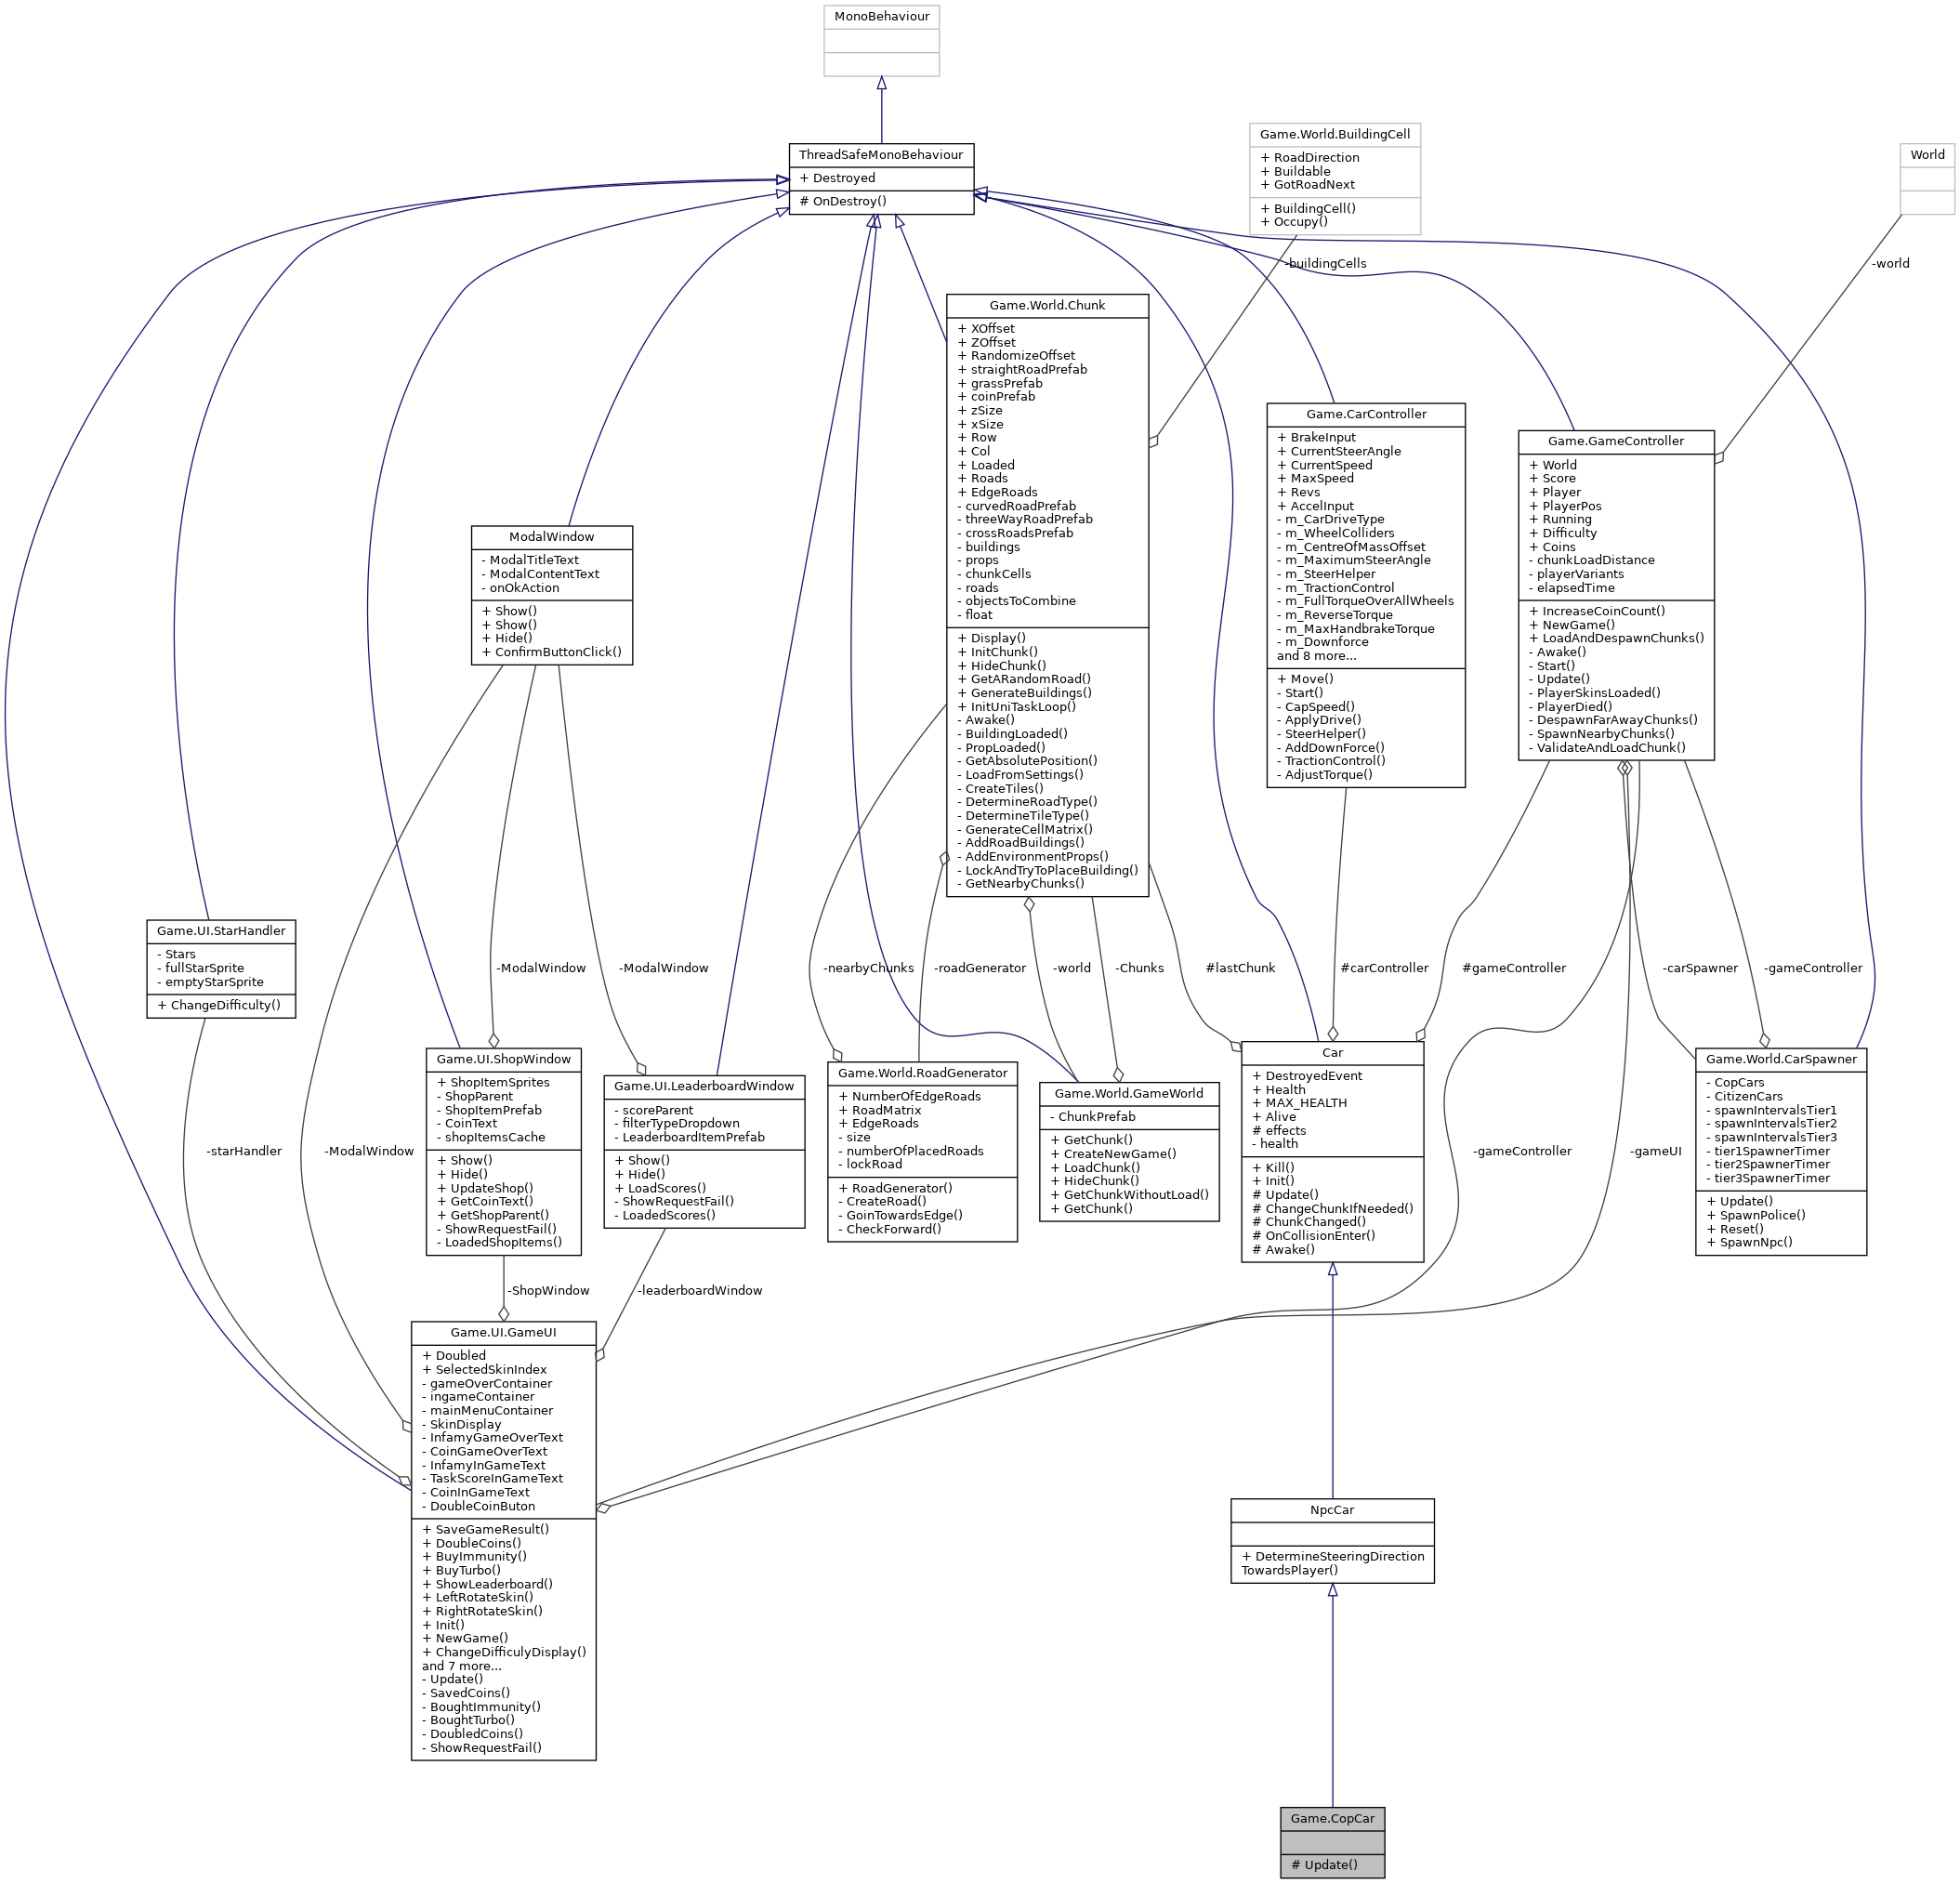 MonoBehaviour
ThreadSafeMonoBehaviour
+ Destroyed
# OnDestroy()
Game.World.BuildingCell
+ RoadDirection
+ Buildable
+ GotRoadNext
+ BuildingCell()
+ Occupy()
World
-buildingCells
-world
Game.World.Chunk
+ XOffset
+ ZOffset
+ RandomizeOffset
+ straightRoadPrefab
+ grassPrefab
+ coinPrefab
+ zSize
+ xSize
+ Row
+ Col
+ Loaded
+ Roads
+ EdgeRoads
- curvedRoadPrefab
- threeWayRoadPrefab
- crossRoadsPrefab
- buildings
- props
- chunkCells
- roads
- objectsToCombine
- float
+ Display()
+ InitChunk()
+ HideChunk()
+ GetARandomRoad()
+ GenerateBuildings()
+ InitUniTaskLoop()
- Awake()
- BuildingLoaded()
- PropLoaded()
- GetAbsolutePosition()
- LoadFromSettings()
- CreateTiles()
- DetermineRoadType()
- DetermineTileType()
- GenerateCellMatrix()
- AddRoadBuildings()
- AddEnvironmentProps()
- LockAndTryToPlaceBuilding()
- GetNearbyChunks()
Game.CarController
+ BrakeInput
+ CurrentSteerAngle
+ CurrentSpeed
+ MaxSpeed
+ Revs
+ AccelInput
- m_CarDriveType
- m_WheelColliders
- m_CentreOfMassOffset
- m_MaximumSteerAngle
- m_SteerHelper
- m_TractionControl
- m_FullTorqueOverAllWheels
- m_ReverseTorque
- m_MaxHandbrakeTorque
- m_Downforce
and 8 more...
+ Move()
- Start()
- CapSpeed()
- ApplyDrive()
- SteerHelper()
- AddDownForce()
- TractionControl()
- AdjustTorque()
Game.GameController
+ World
+ Score
+ Player
+ PlayerPos
+ Running
+ Difficulty
+ Coins
- chunkLoadDistance
- playerVariants
- elapsedTime
+ IncreaseCoinCount()
+ NewGame()
+ LoadAndDespawnChunks()
- Awake()
- Start()
- Update()
- PlayerSkinsLoaded()
- PlayerDied()
- DespawnFarAwayChunks()
- SpawnNearbyChunks()
- ValidateAndLoadChunk()
ModalWindow
- ModalTitleText
- ModalContentText
- onOkAction
+ Show()
+ Show()
+ Hide()
+ ConfirmButtonClick()
Game.UI.StarHandler
- Stars
- fullStarSprite
- emptyStarSprite
+ ChangeDifficulty()
-ModalWindow
-ModalWindow
-nearbyChunks
-roadGenerator
-world
-Chunks
#lastChunk
#carController
#gameController
-carSpawner
-gameController
Game.UI.ShopWindow
+ ShopItemSprites
- ShopParent
- ShopItemPrefab
- CoinText
- shopItemsCache
+ Show()
+ Hide()
+ UpdateShop()
+ GetCoinText()
+ GetShopParent()
- ShowRequestFail()
- LoadedShopItems()
Game.UI.LeaderboardWindow
- scoreParent
- filterTypeDropdown
- LeaderboardItemPrefab
+ Show()
+ Hide()
+ LoadScores()
- ShowRequestFail()
- LoadedScores()
Game.World.RoadGenerator
+ NumberOfEdgeRoads
+ RoadMatrix
+ EdgeRoads
- size
- numberOfPlacedRoads
- lockRoad
+ RoadGenerator()
- CreateRoad()
- GoinTowardsEdge()
- CheckForward()
Game.World.GameWorld
- ChunkPrefab
+ GetChunk()
+ CreateNewGame()
+ LoadChunk()
+ HideChunk()
+ GetChunkWithoutLoad()
+ GetChunk()
Car
+ DestroyedEvent
+ Health
+ MAX_HEALTH
+ Alive
# effects
- health
+ Kill()
+ Init()
# Update()
# ChangeChunkIfNeeded()
# ChunkChanged()
# OnCollisionEnter()
# Awake()
Game.World.CarSpawner
- CopCars
- CitizenCars
- spawnIntervalsTier1
- spawnIntervalsTier2
- spawnIntervalsTier3
- tier1SpawnerTimer
- tier2SpawnerTimer
- tier3SpawnerTimer
+ Update()
+ SpawnPolice()
+ Reset()
+ SpawnNpc()
-starHandler
-ModalWindow
-gameController
-gameUI
-ShopWindow
-leaderboardWindow
Game.UI.GameUI
+ Doubled
+ SelectedSkinIndex
- gameOverContainer
- ingameContainer
- mainMenuContainer
- SkinDisplay
- InfamyGameOverText
- CoinGameOverText
- InfamyInGameText
- TaskScoreInGameText
- CoinInGameText
- DoubleCoinButon
+ SaveGameResult()
+ DoubleCoins()
+ BuyImmunity()
+ BuyTurbo()
+ ShowLeaderboard()
+ LeftRotateSkin()
+ RightRotateSkin()
+ Init()
+ NewGame()
+ ChangeDifficulyDisplay()
and 7 more...
- Update()
- SavedCoins()
- BoughtImmunity()
- BoughtTurbo()
- DoubledCoins()
- ShowRequestFail()
NpcCar
+ DetermineSteeringDirection
TowardsPlayer()
Game.CopCar
# Update()